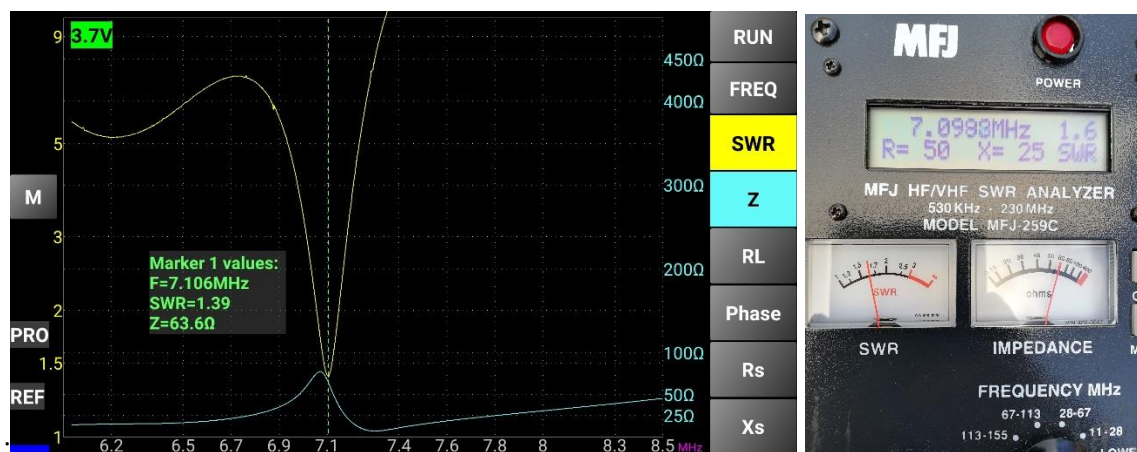 3.7V
9
5
3
2
1.5
1
450Ω
400Ω
300Ω
200Ω
100Ω
50Ω
25Ω
6.2 6.5 6.7 6.9 7.1 7.4 7.6 7.8 8 8.3 8.5 MHz
Marker 1 values:
F=7.106MHz
SWR=1.39
Z=63.6Ω
M
PRO
REF
RUN
FREQ
SWR
Z
RL
Phase
Rs
Xs
MFJ
POWER
7.0988MHz 1.6
R= 50 X= 25 SWR
MFJ HF/VHF SWR ANALYZER
530 KHz - 230 MHz
MODEL MFJ-259C
SWR
ohms
SWR
IMPEDANCE
FREQUENCY MHz
67-113 28-67
113-155 11-28